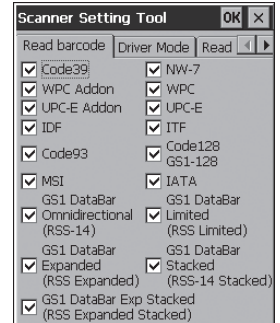 Scanner Setting Tool OK ×
Read barcode Driver Mode Read
Code39 NW-7
WPC Addon WPC
UPC-E Addon UPC-E
IDF ITF
Code93 Code128
GS1-128
MSI IATA
GS1 DataBar GS1 DataBar
Omnidirectional Limited
(RSS-14) (RSS Limited)
GS1 DataBar GS1 DataBar
Expanded Stacked
(RSS Expanded) (RSS-14 Stacked)
GS1 DataBar Exp Stacked
(RSS Expanded Stacked)